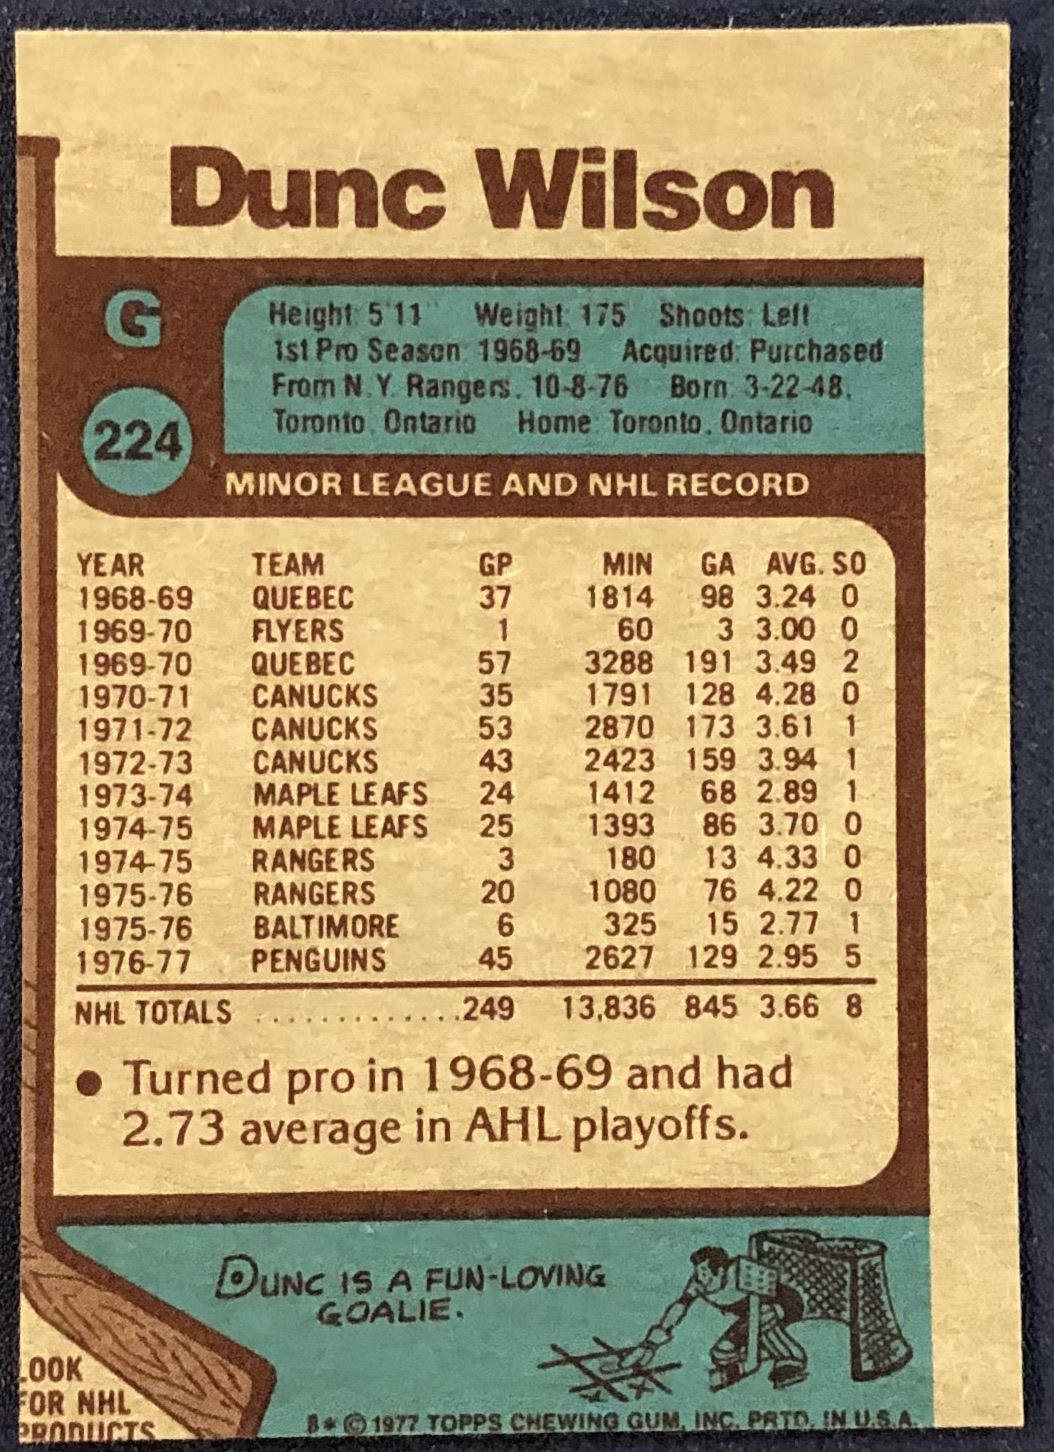 Dunc Wilson
G
224
Height: 5'11" Weight: 175 Shoots: Left
1st Pro Season: 1968-69 Acquired: Purchased
From N.Y. Rangers, 10-8-76 Born: 3-22-48,
Toronto, Ontario Home: Toronto, Ontario
MINOR LEAGUE AND NHL RECORD
YEAR TEAM GP MIN GA AVG. SO
1968-69 QUEBEC 37 1814 98 3.24 0
1969-70 FLYERS 1 60 3 3.00 0
1969-70 QUEBEC 57 3288 191 3.49 2
1970-71 CANUCKS 35 1791 128 4.28 0
1971-72 CANUCKS 53 2870 173 3.61 1
1972-73 CANUCKS 43 2423 159 3.94 1
1973-74 MAPLE LEAFS 24 1412 68 2.89 1
1974-75 MAPLE LEAFS 25 1393 86 3.70 0
1974-75 RANGERS 3 180 13 4.33 0
1975-76 RANGERS 20 1080 76 4.22 0
1975-76 BALTIMORE 6 325 15 2.77 1
1976-77 PENGUINS 45 2627 129 2.95 5
NHL TOTALS .............249 13,836 845 3.66 8
● Turned pro in 1968-69 and had
2.73 average in AHL playoffs.
DUNC IS A FUN-LOVING
GOALIE.
LOOK
FOR NHL
PRODUCTS
B* © 1977 TOPPS CHEWING GUM, INC. PRTD. IN U.S.A.